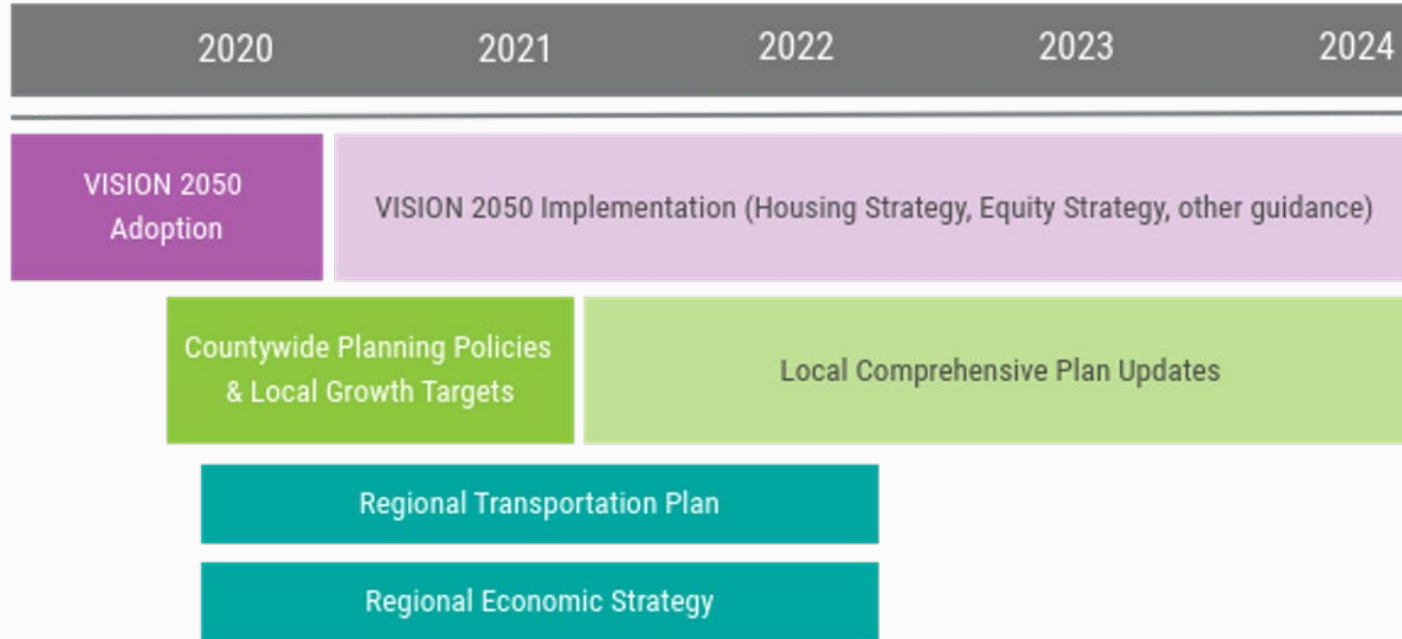 2020 2021 2022 2023 2024
VISION 2050
Adoption
VISION 2050 Implementation (Housing Strategy, Equity Strategy, other guidance)
Countywide Planning Policies
& Local Growth Targets
Local Comprehensive Plan Updates
Regional Transportation Plan
Regional Economic Strategy